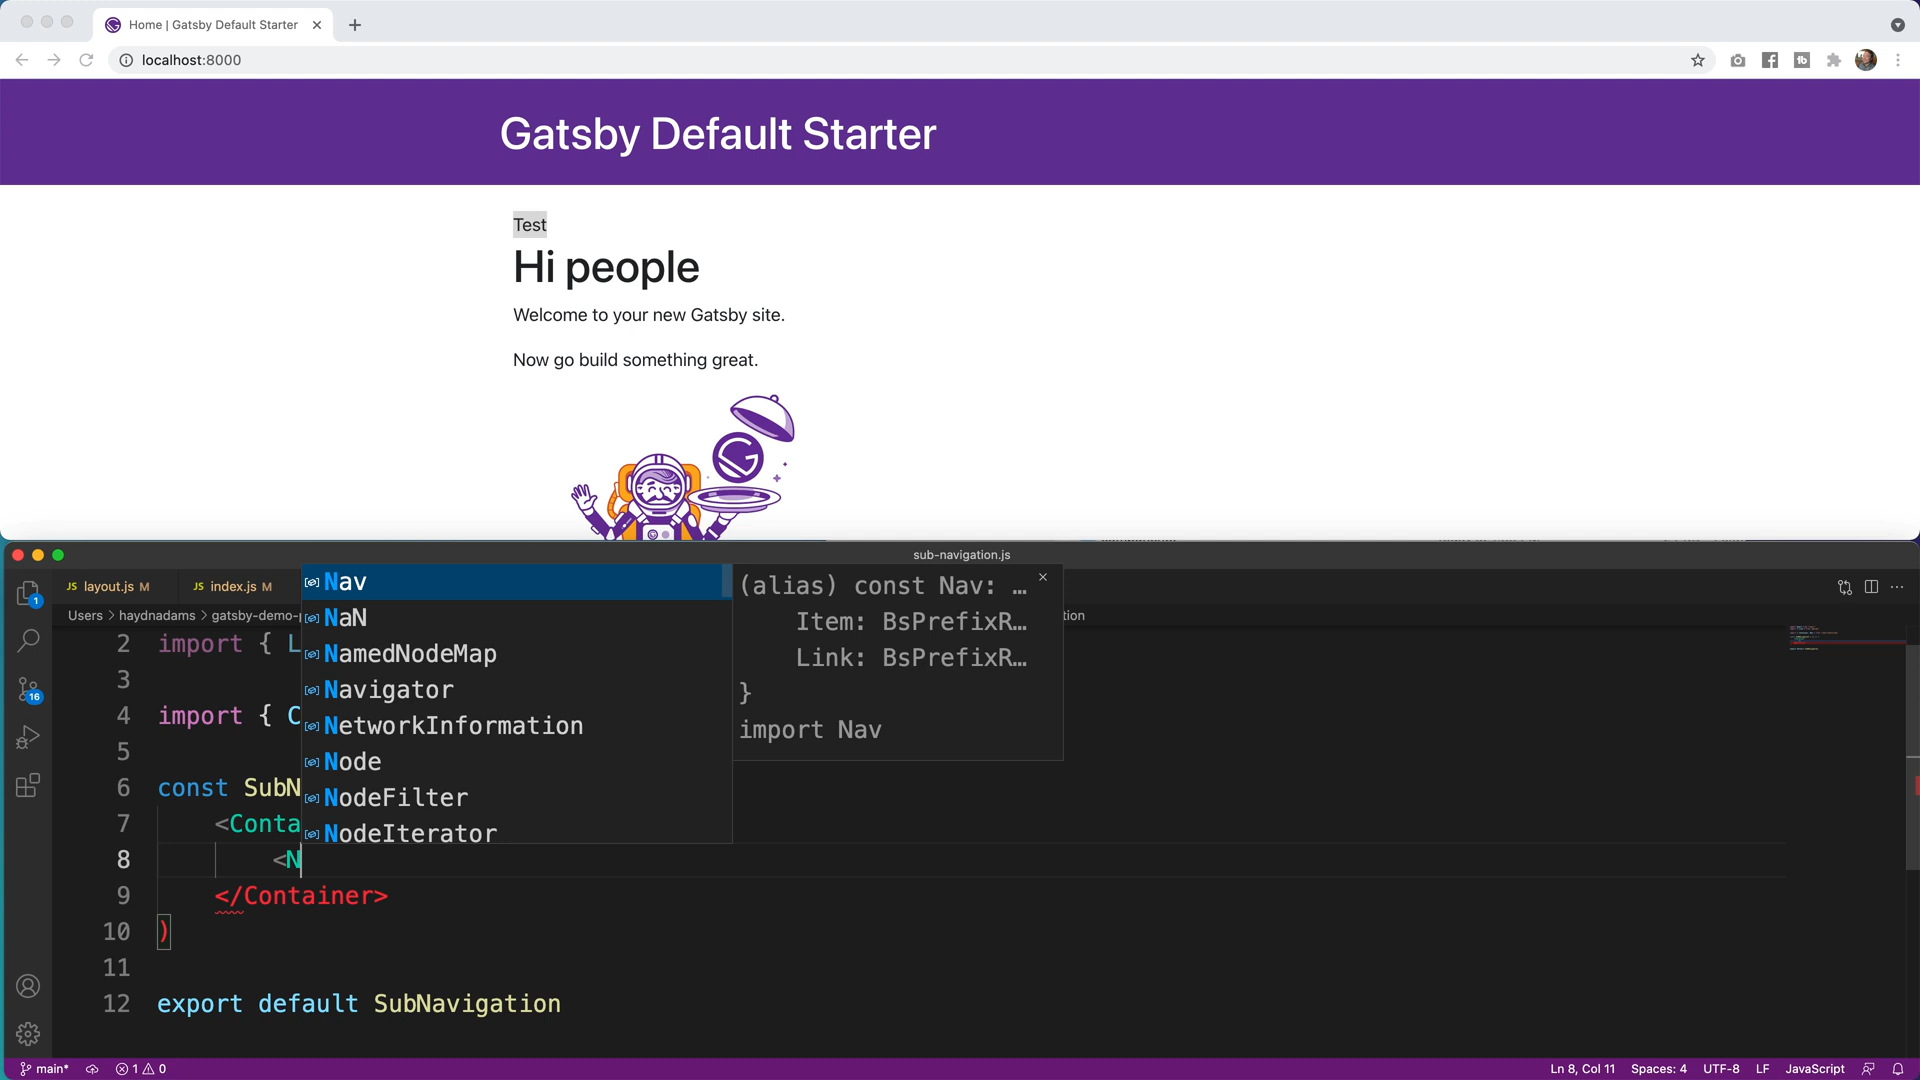 Home | Gatsby Default Starter
localhost:8000
Gatsby Default Starter
Test
Hi people
Welcome to your new Gatsby site.
Now go build something great.
sub-navigation.js
JS layout.js M
JS index.js M
Users > haydnadams > gatsby-demo-
tion
1
16
2 import { L
3
4 import { C
5
6 const SubN
7 <Conta
8 <N
9 </Container>
10 )
11
12 export default SubNavigation
Nav
NaN
NamedNodeMap
Navigator
NetworkInformation
Node
NodeFilter
NodeIterator
(alias) const Nav: …
Item: BsPrefixR…
Link: BsPrefixR…
}
import Nav
main* 1 0
Ln 8, Col 11 Spaces: 4 UTF-8 LF JavaScript